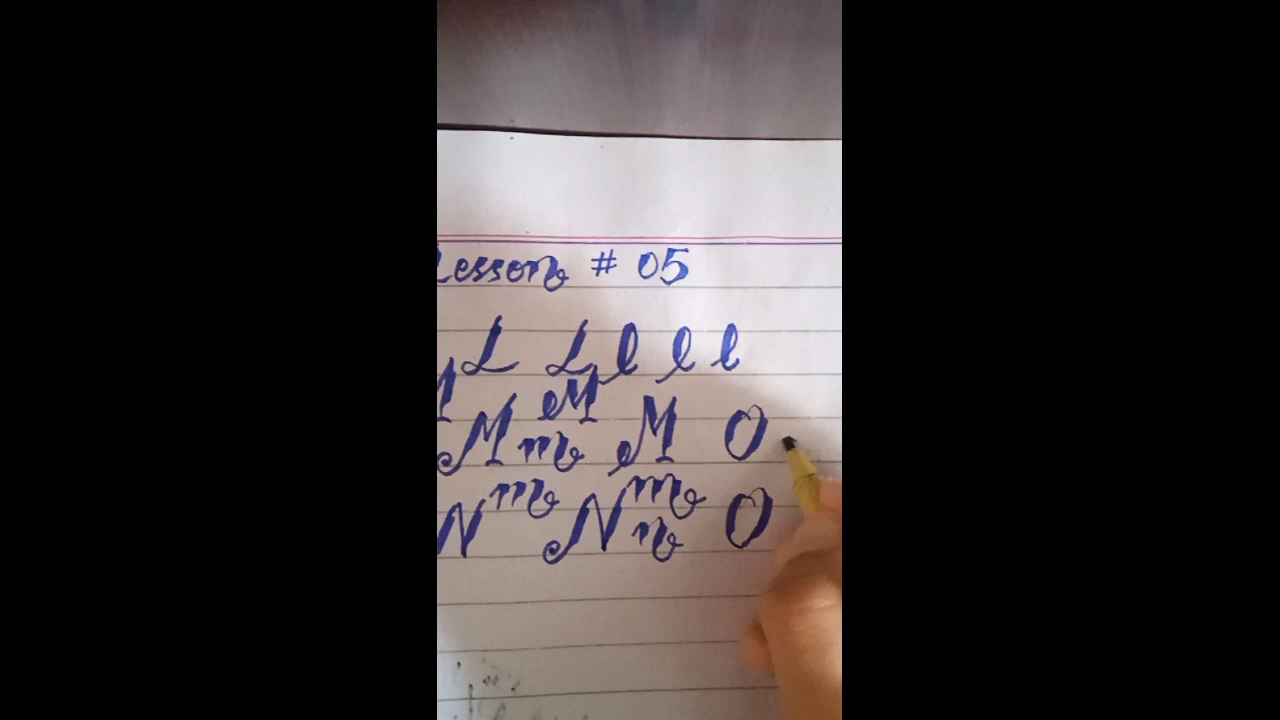 Lesson # 05
L L l l l
M M
M m M O
m m
N N n O